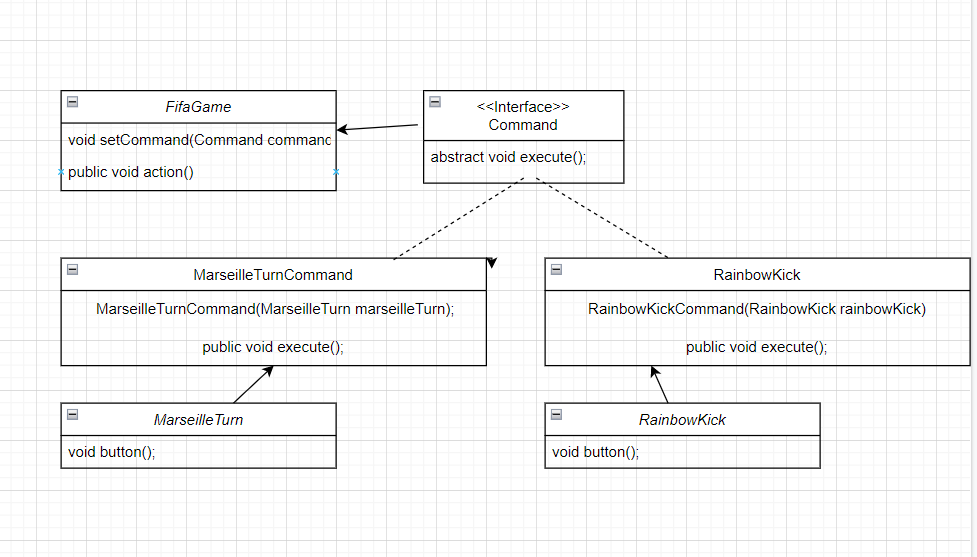 FifaGame
void setCommand(Command command
public void action()
<<Interface>>
Command
abstract void execute();
MarseilleTurnCommand
MarseilleTurnCommand(MarseilleTurn marseilleTurn);
public void execute();
RainbowKick
RainbowKickCommand(RainbowKick rainbowKick)
public void execute();
MarseilleTurn
void button();
RainbowKick
void button();